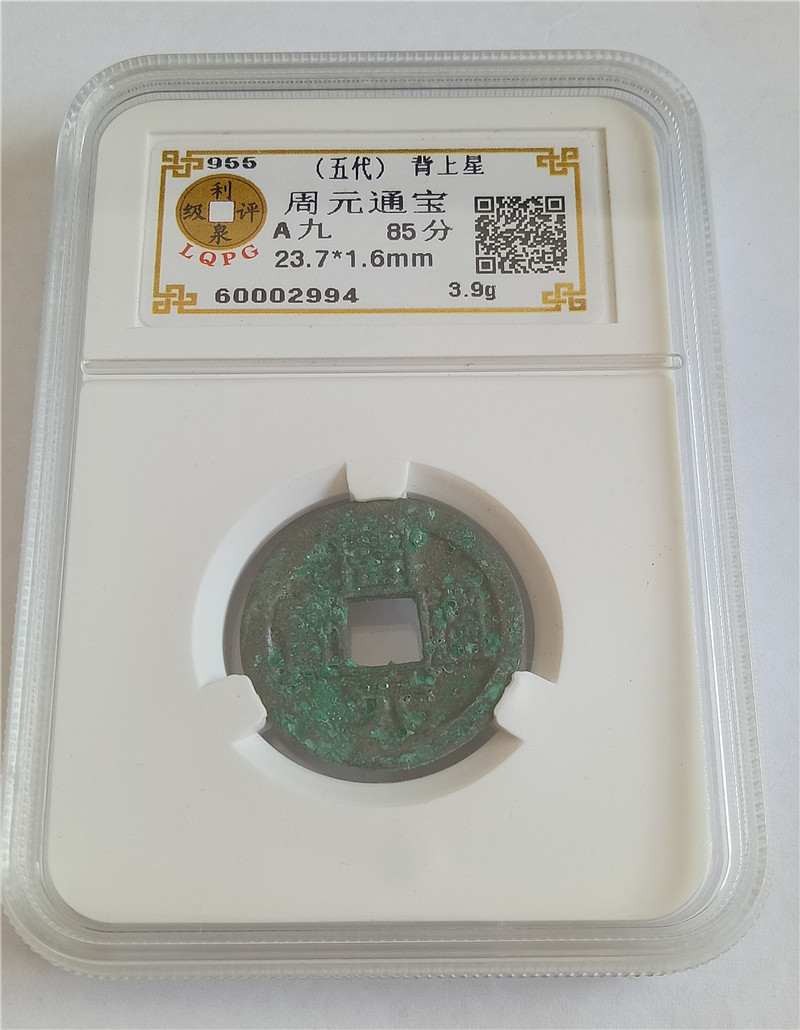 955 （五代） 背上星
利泉评级
周元通宝
A九 85分
LQPG
23.7*1.6mm
60002994 3.9g